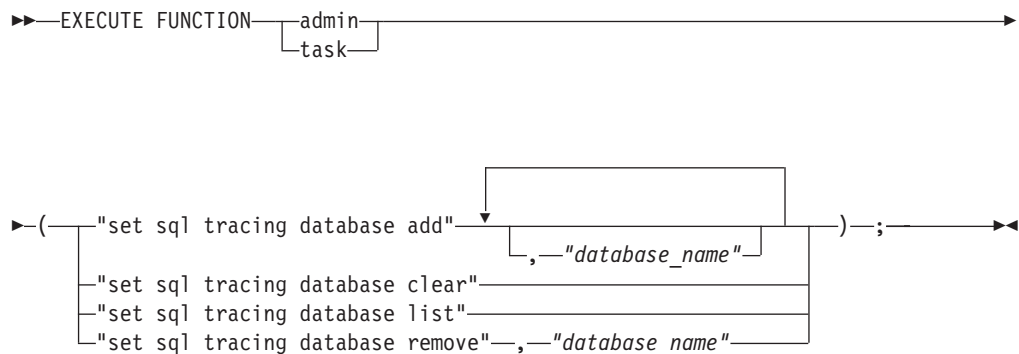 EXECUTE FUNCTION admin
task
( "set sql tracing database add" ) ;
, "database_name"
"set sql tracing database clear"
"set sql tracing database list"
"set sql tracing database remove" , "database name"